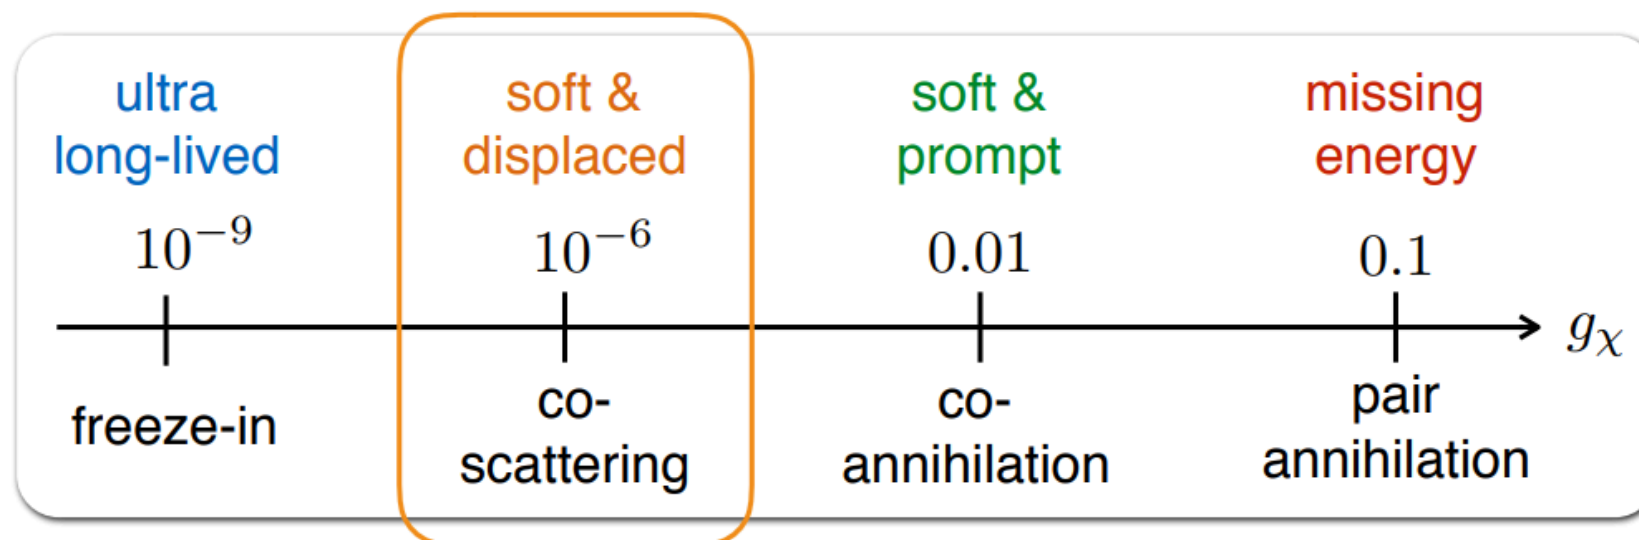 ultra
long-lived
soft &
displaced
soft &
prompt
missing
energy
10⁻⁹
10⁻⁶
0.01
0.1
gᵪ
freeze-in
co-
scattering
co-
annihilation
pair
annihilation